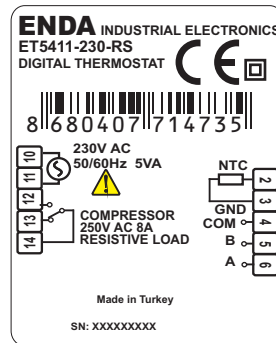 ENDA INDUSTRIAL ELECTRONICS
ET5411-230-RS
DIGITAL THERMOSTAT
CE
8 680407 714735
10
11
12
13
14
230V AC
50/60Hz 5VA
COMPRESSOR
250V AC 8A
RESISTIVE LOAD
NTC
GND
COM
B
A
2
3
4
5
6
Made in Turkey
SN: XXXXXXXXX